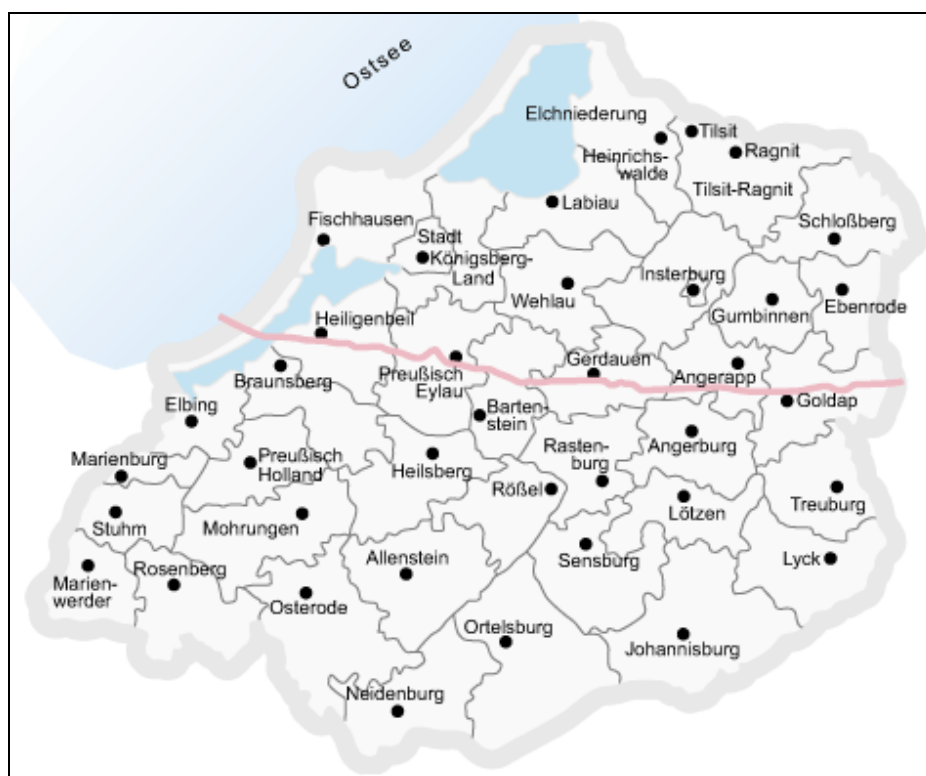 Ostsee
Elchniederung
Tilsit
Heinrichs-
walde
Ragnit
Tilsit-Ragnit
Labiau
Fischhausen
Schloßberg
Stadt
Königsberg-
Land
Insterburg
Wehlau
Gumbinnen
Ebenrode
Heiligenbeil
Gerdauen
Preußisch
Eylau
Braunsberg
Angerapp
Goldap
Elbing
Barten-
stein
Rasten-
burg
Angerburg
Marienburg
Preußisch
Holland
Heilsberg
Rößel
Lötzen
Treuburg
Stuhm
Mohrungen
Allenstein
Sensburg
Lyck
Marien-
werder
Rosenberg
Osterode
Ortelsburg
Johannisburg
Neidenburg